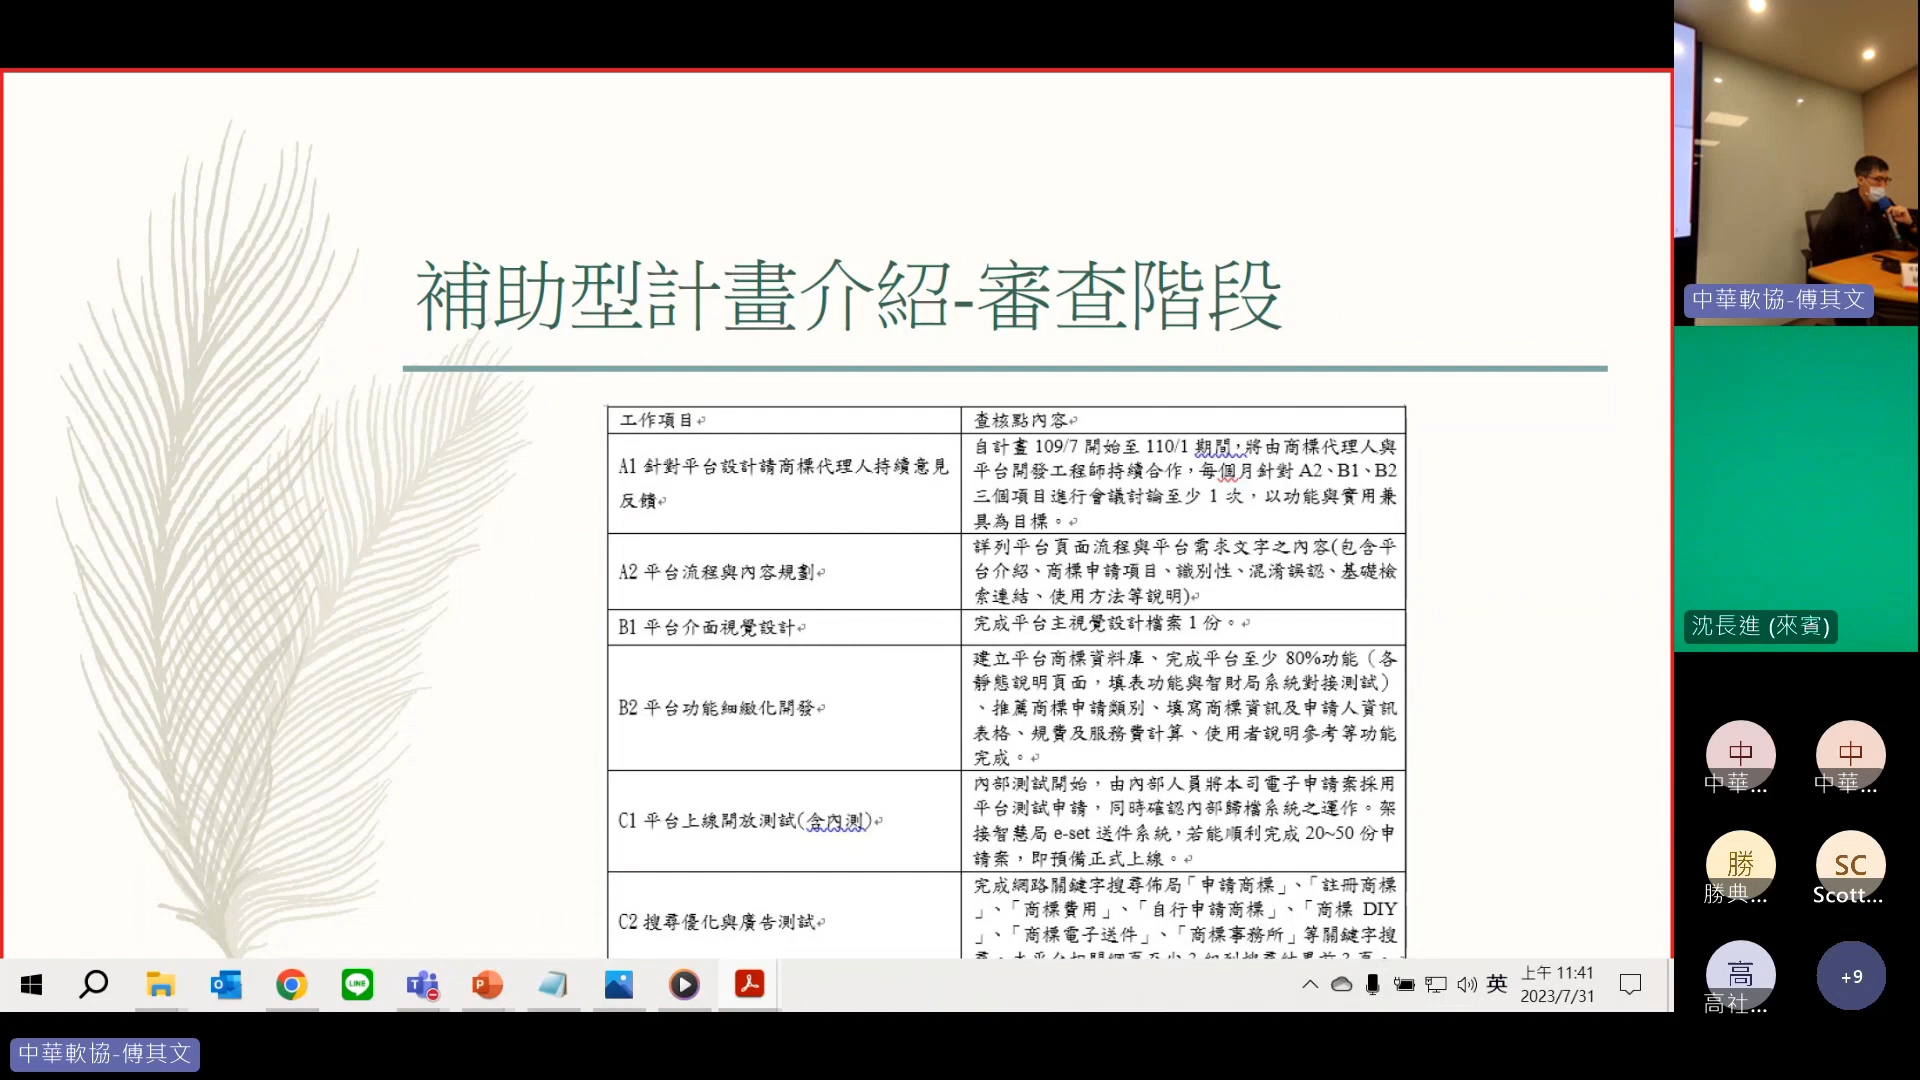 補助型計畫介紹-審查階段
工作項目
查核點內容
A1 針對平台設計請商標代理人持續意見
反饋
自計畫 109/7 開始至 110/1 期間，將由商標代理人與
平台開發工程師持續合作，每個月針對 A2、B1、B2
三個項目進行會議討論至少 1 次，以功能與實用兼
具為目標。
A2 平台流程與內容規劃
詳列平台頁面流程與平台需求文字之內容(包含平
台介紹、商標申請項目、識別性、混淆誤認、基礎檢
索連結、使用方法等說明)
B1 平台介面視覺設計
完成平台主視覺設計檔案 1 份。
B2 平台功能細緻化開發
建立平台商標資料庫、完成平台至少 80%功能（各
靜態說明頁面，填表功能與智財局系統對接測試）
、推薦商標申請類別、填寫商標資訊及申請人資訊
表格、規費及服務費計算、使用者說明參考等功能
完成。
C1 平台上線開放測試(含內測)
內部測試開始，由內部人員將本司電子申請案採用
平台測試申請，同時確認內部歸檔系統之運作。架
接智慧局 e-set 送件系統，若能順利完成 20~50 份申
請案，即預備正式上線。
C2 搜尋優化與廣告測試
完成網路關鍵字搜尋佈局「申請商標」、「註冊商標
」、「商標費用」、「自行申請商標」、「商標 DIY
」、「商標電子送件」、「商標事務所」等關鍵字搜
LINE
英
上午 11:41
2023/7/31
中華軟協-傅其文
中華軟協-傅其文
沈長進 (來賓)
中
中華...
中
中華...
勝
勝典...
SC
Scott...
高
高社...
+9